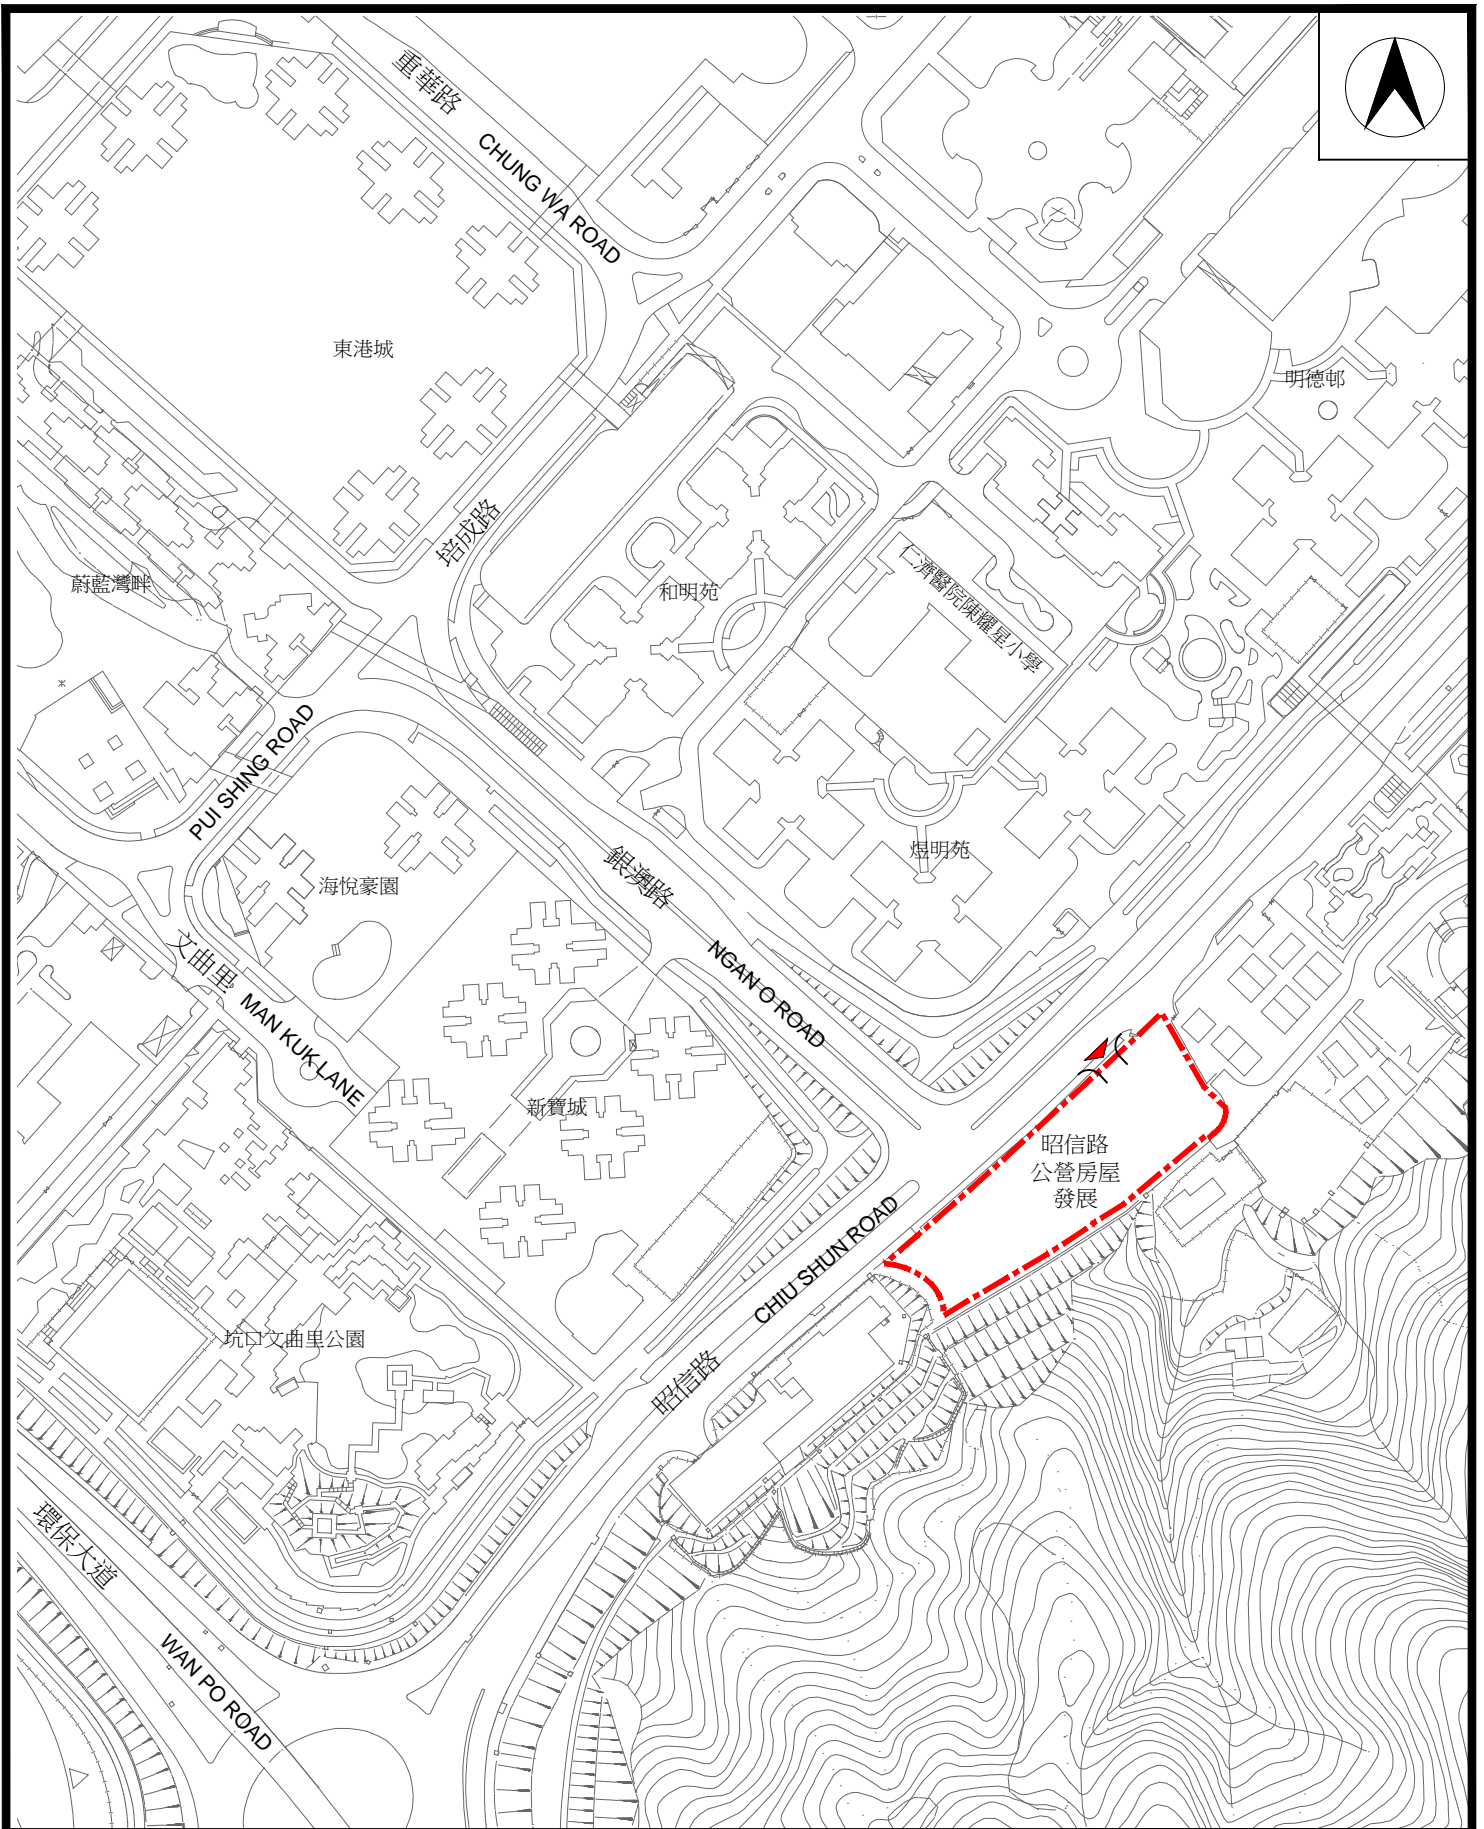 重華路
CHUNG WA ROAD
東港城
明德邨
培成路
蔚藍灣畔
和明苑
仁濟醫院陳耀星小學
PUI SHING ROAD
海悅豪園
銀澳路
煜明苑
文曲里
MAN KUK LANE
NGAN O ROAD
新寶城
昭信路
公營房屋
發展
CHIU SHUN ROAD
坑口文曲里公園
昭信路
環保大道
WAN PO ROAD